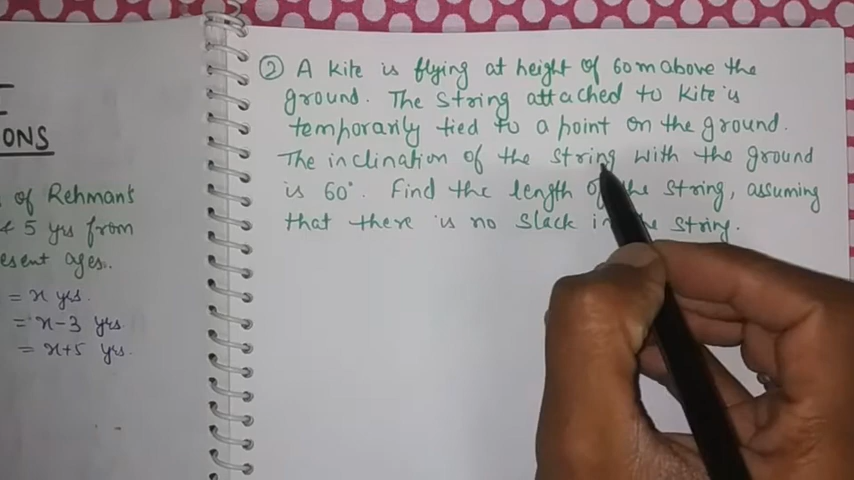 I
ONS
of Rehman's
5 yrs from
esent ages.
= x yrs.
= x-3 yrs.
= x+5 yrs.
② A kite is flying at height of 60m above the
ground. The string attached to kite is
temporarily tied to a point on the ground.
The inclination of the string with the ground
is 60°. Find the length of the string, assuming
that there is no slack in the string.